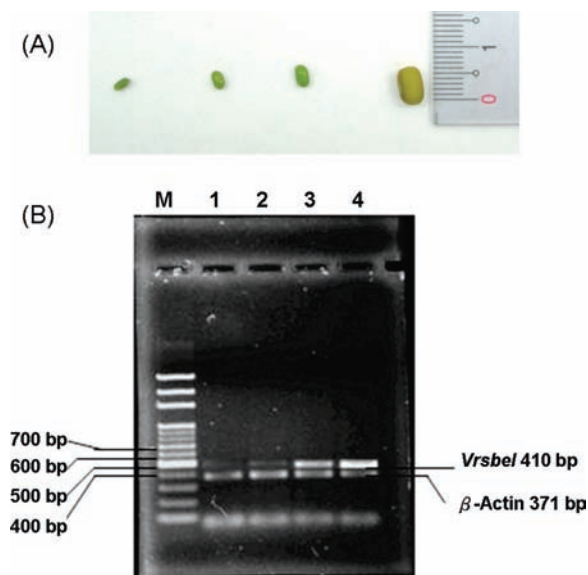 (A)
1
0
(B)
M 1 2 3 4
700 bp
600 bp
500 bp
400 bp
Vrsbel 410 bp
β-Actin 371 bp